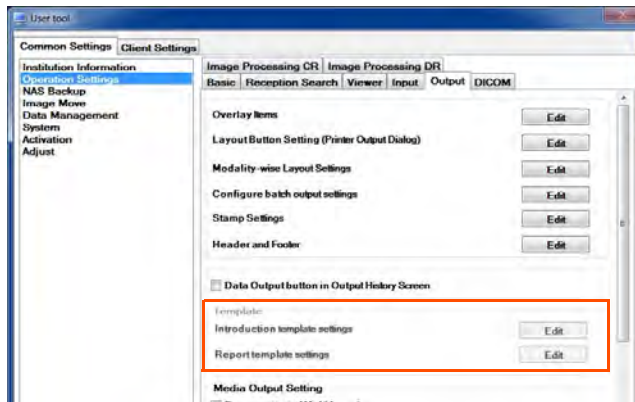 User tool
Common Settings Client Settings
Institution Information
Operation Settings
NAS Backup
Image Move
Data Management
System
Activation
Adjust
Image Processing CR Image Processing DR
Basic Reception Search Viewer Input Output DICOM
Overlay Items Edit
Layout Button Setting (Printer Output Dialog) Edit
Modality-wise Layout Settings Edit
Configure batch output settings Edit
Stamp Settings Edit
Header and Footer Edit
Data Output button in Output History Screen
Template
Introduction template settings Edit
Report template settings Edit
Media Output Setting